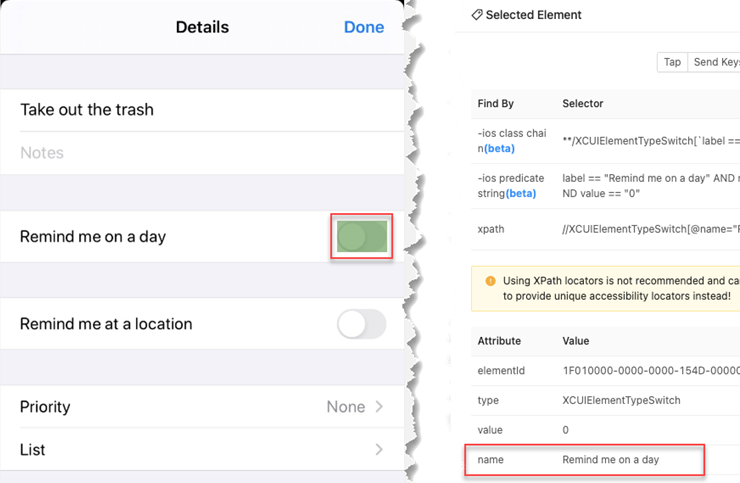 Details
Done
Take out the trash
Notes
Remind me on a day
Remind me at a location
Priority
None
List
Selected Element
Tap
Send Keys
Find By
Selector
-ios class chai
n(beta)
**/XCUIElementTypeSwitch[`label ==
-ios predicate
string(beta)
label == "Remind me on a day" AND
ND value == "0"
xpath
//XCUIElementTypeSwitch[@name="
Using XPath locators is not recommended and ca
to provide unique accessibility locators instead!
Attribute
Value
elementId
1F010000-0000-0000-154D-00000
type
XCUIElementTypeSwitch
value
0
name
Remind me on a day